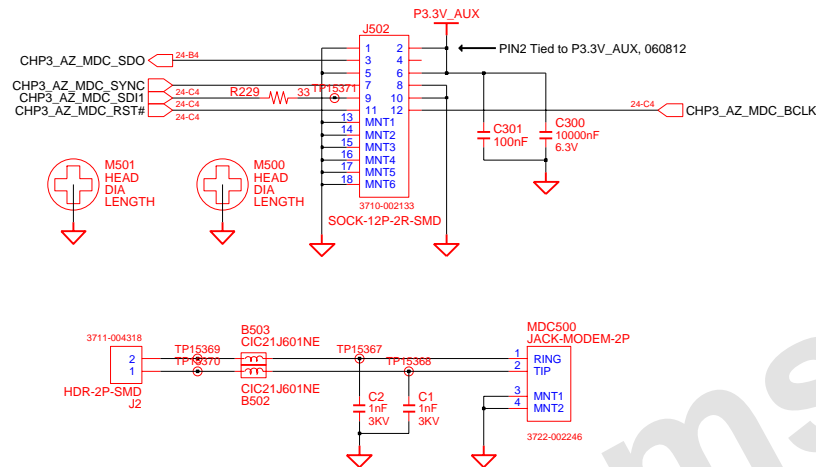 P3.3V_AUX
J502
1 2
3 4
5 6
7 8
9 10
11 12
13 MNT1
14 MNT2
15 MNT3
16 MNT4
17 MNT5
18 MNT6
3710-002133
SOCK-12P-2R-SMD
PIN2 Tied to P3.3V_AUX, 060812
CHP3_AZ_MDC_SDO 24-B4
CHP3_AZ_MDC_SYNC 24-C4
CHP3_AZ_MDC_SDI1 24-C4
CHP3_AZ_MDC_RST# 24-C4
R229 33 TP15371
24-C4 CHP3_AZ_MDC_BCLK
C301
100nF
C300
10000nF
6.3V
M501
HEAD
DIA
LENGTH
M500
HEAD
DIA
LENGTH
3711-004318
2
1
HDR-2P-SMD
J2
TP15369
TP15370
B503
CIC21J601NE
CIC21J601NE
B502
TP15367
TP15368
C2
1nF
3KV
C1
1nF
3KV
MDC500
JACK-MODEM-2P
1 RING
2 TIP
3 MNT1
4 MNT2
3722-002246